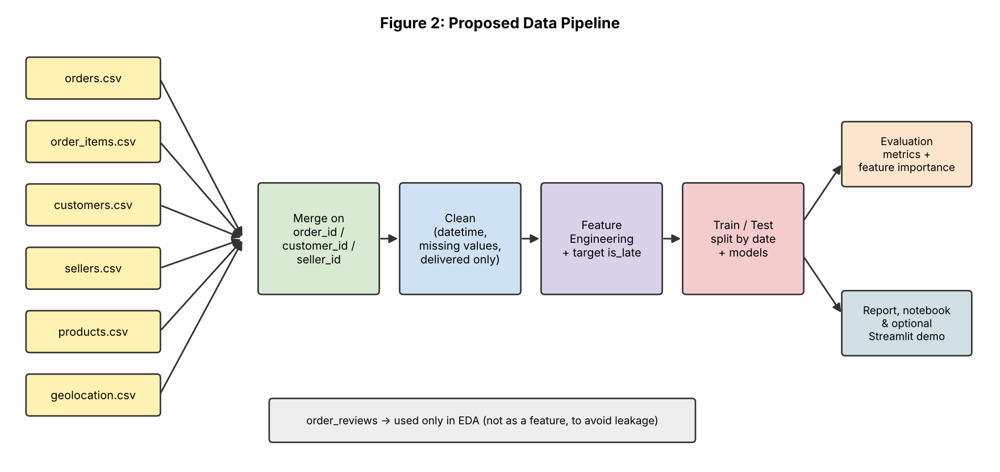 Figure 2: Proposed Data Pipeline
orders.csv
order_items.csv
customers.csv
sellers.csv
products.csv
geolocation.csv
Merge on
order_id /
customer_id /
seller_id
Clean
(datetime,
missing values,
delivered only)
Feature
Engineering
+ target is_late
Train / Test
split by date
+ models
Evaluation
metrics +
feature importance
Report, notebook
& optional
Streamlit demo
order_reviews → used only in EDA (not as a feature, to avoid leakage)